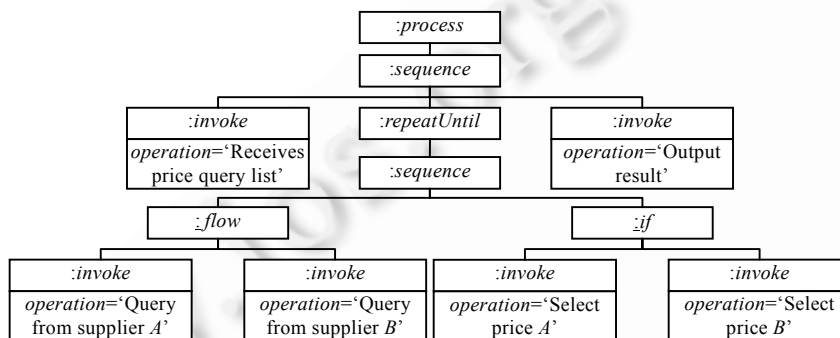 :process
:sequence
:invoke
operation=‘Receives
price query list’
:repeatUntil
:invoke
operation=‘Output
result’
:sequence
:flow
:if
:invoke
operation=‘Query
from supplier A’
:invoke
operation=‘Query
from supplier B’
:invoke
operation=‘Select
price A’
:invoke
operation=‘Select
price B’